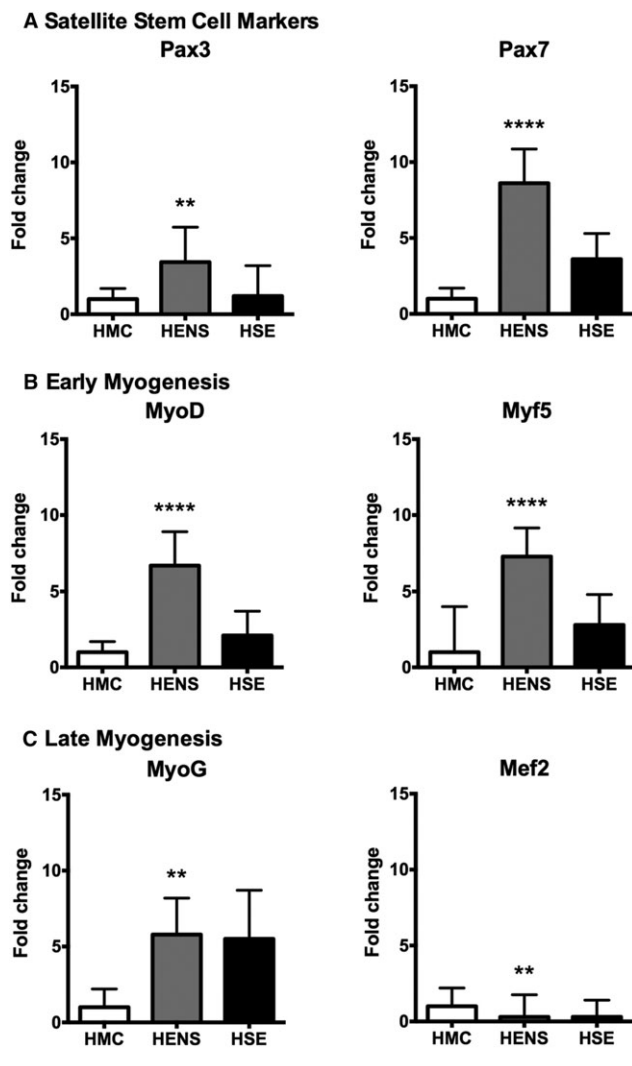 A Satellite Stem Cell Markers
Pax3
Pax7
15
10
5
0
Fold change
**
HMC HENS HSE
15
10
5
0
Fold change
****
HMC HENS HSE
B Early Myogenesis
MyoD
Myf5
15
10
5
0
Fold change
****
HMC HENS HSE
15
10
5
0
Fold change
****
HMC HENS HSE
C Late Myogenesis
MyoG
Mef2
15
10
5
0
Fold change
**
HMC HENS HSE
15
10
5
0
Fold change
**
HMC HENS HSE